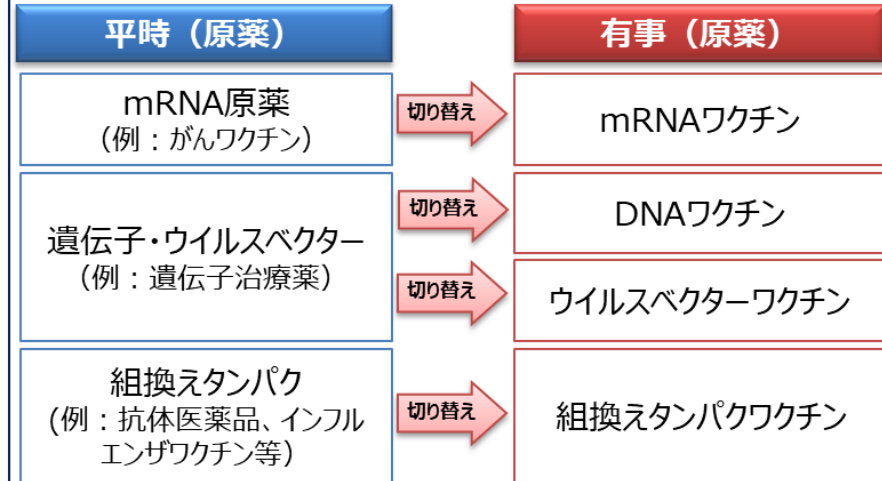 平時（原薬）
有事（原薬）
mRNA原薬
（例：がんワクチン）
切り替え
mRNAワクチン
遺伝子・ウイルスベクター
（例：遺伝子治療薬）
切り替え
DNAワクチン
切り替え
ウイルスベクターワクチン
組換えタンパク
(例：抗体医薬品、インフル
エンザワクチン等）
切り替え
組換えタンパクワクチン